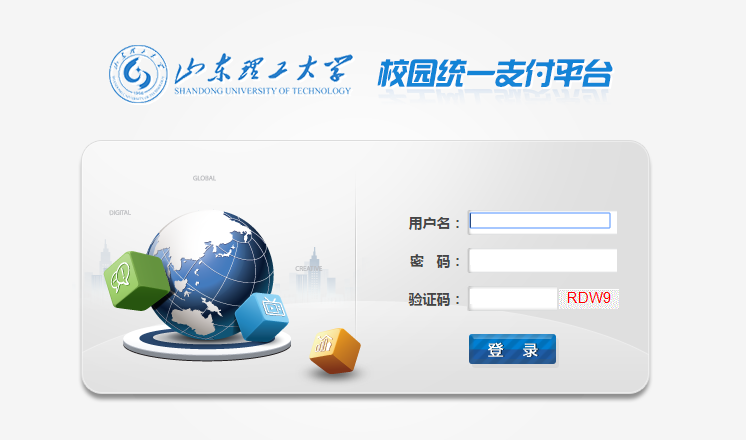 山东理工大学
SHANDONG UNIVERSITY OF TECHNOLOGY
校园统一支付平台
GLOBAL
DIGITAL
CREATIVE
用户名：
密 码：
验证码： RDW9
登 录